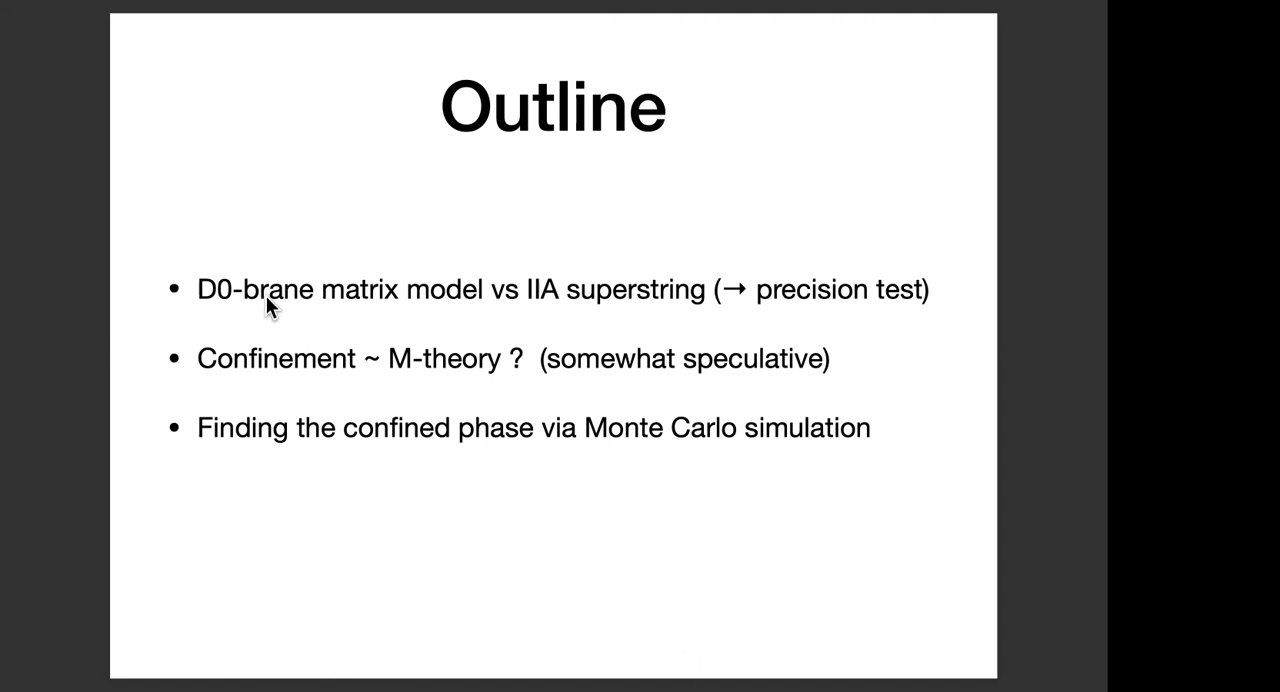 Outline
• D0-brane matrix model vs IIA superstring (→ precision test)
• Confinement ~ M-theory ? (somewhat speculative)
• Finding the confined phase via Monte Carlo simulation